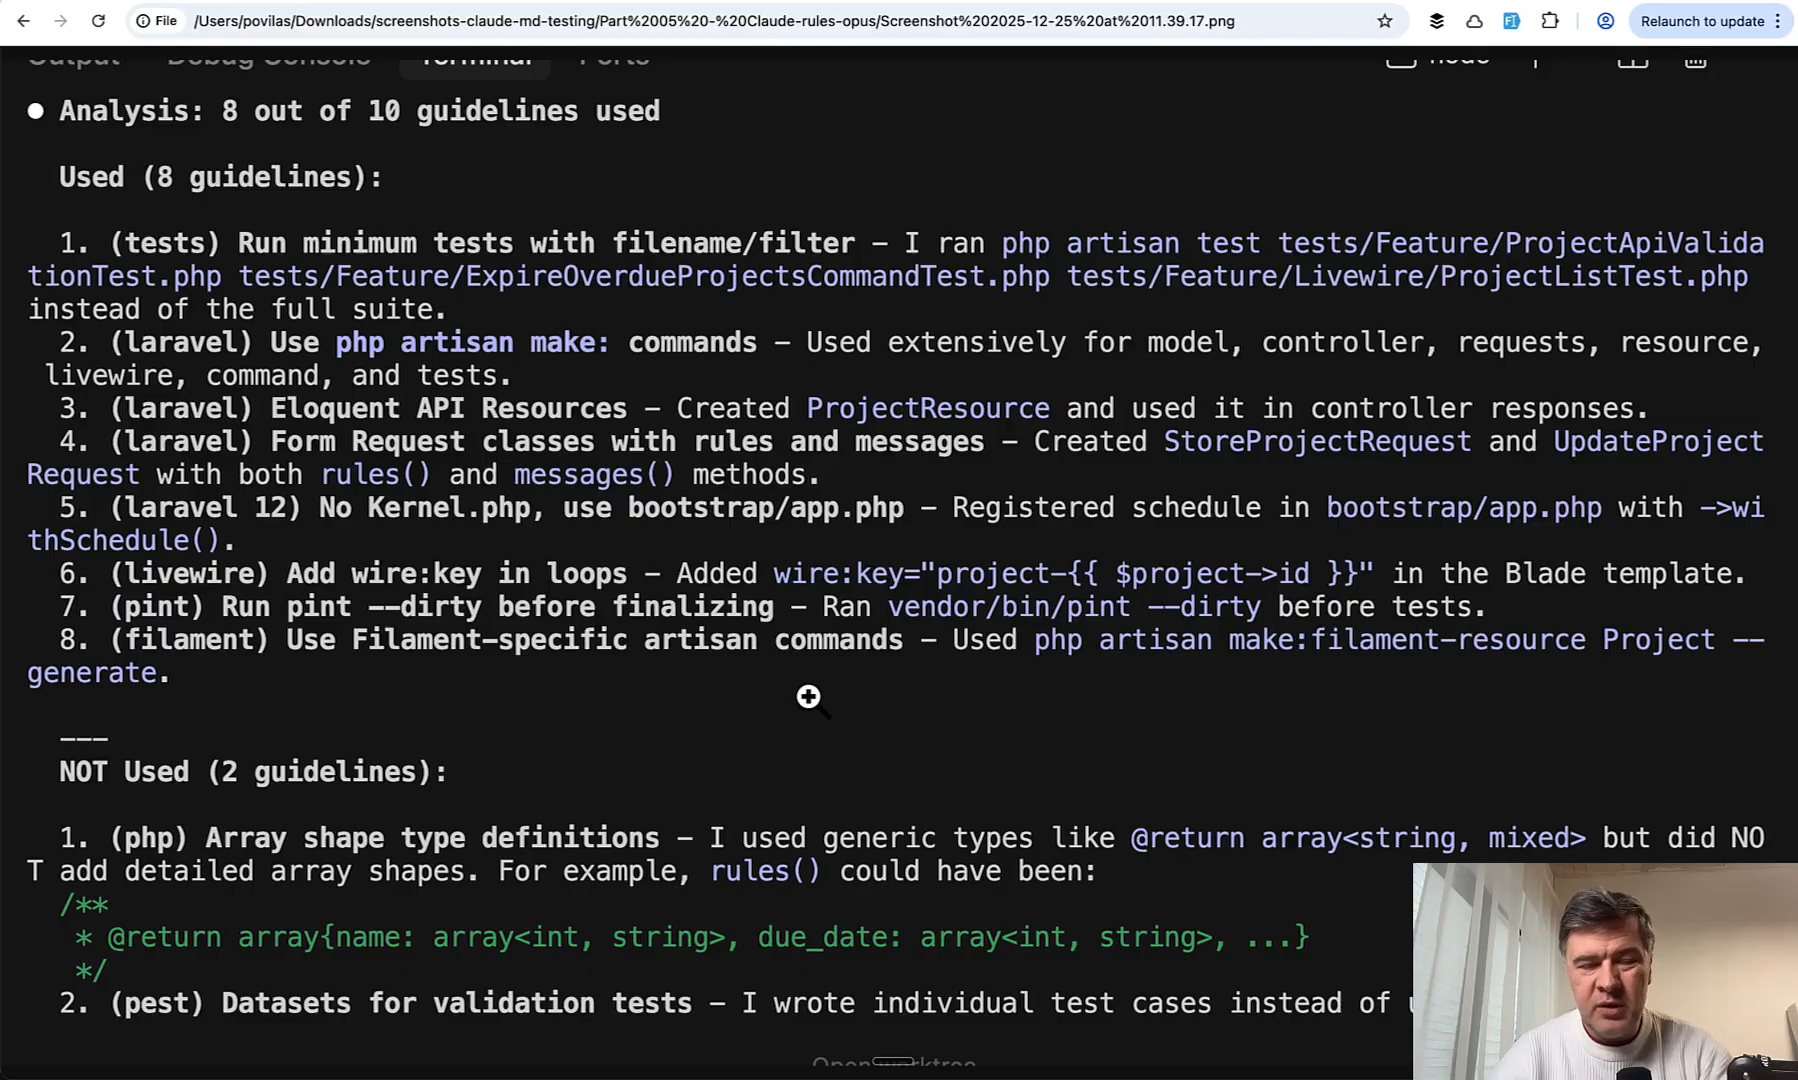 File /Users/povilas/Downloads/screenshots-claude-md-testing/Part%2005%20-%20Claude-rules-opus/Screenshot%202025-12-25%20at%2011.39.17.png Relaunch to update
Output Debug Console Terminal Ports node
Analysis: 8 out of 10 guidelines used
Used (8 guidelines):
1. (tests) Run minimum tests with filename/filter – I ran php artisan test tests/Feature/ProjectApiValida
tionTest.php tests/Feature/ExpireOverdueProjectsCommandTest.php tests/Feature/Livewire/ProjectListTest.php
instead of the full suite.
2. (laravel) Use php artisan make: commands – Used extensively for model, controller, requests, resource,
livewire, command, and tests.
3. (laravel) Eloquent API Resources – Created ProjectResource and used it in controller responses.
4. (laravel) Form Request classes with rules and messages – Created StoreProjectRequest and UpdateProject
Request with both rules() and messages() methods.
5. (laravel 12) No Kernel.php, use bootstrap/app.php – Registered schedule in bootstrap/app.php with ->wi
thSchedule().
6. (livewire) Add wire:key in loops – Added wire:key="project-{{ $project->id }}" in the Blade template.
7. (pint) Run pint --dirty before finalizing – Ran vendor/bin/pint --dirty before tests.
8. (filament) Use Filament-specific artisan commands – Used php artisan make:filament-resource Project --
generate.
---
NOT Used (2 guidelines):
1. (php) Array shape type definitions – I used generic types like @return array<string, mixed> but did NO
T add detailed array shapes. For example, rules() could have been:
/**
* @return array{name: array<int, string>, due_date: array<int, string>, ...}
*/
2. (pest) Datasets for validation tests – I wrote individual test cases instead of
Open worktree